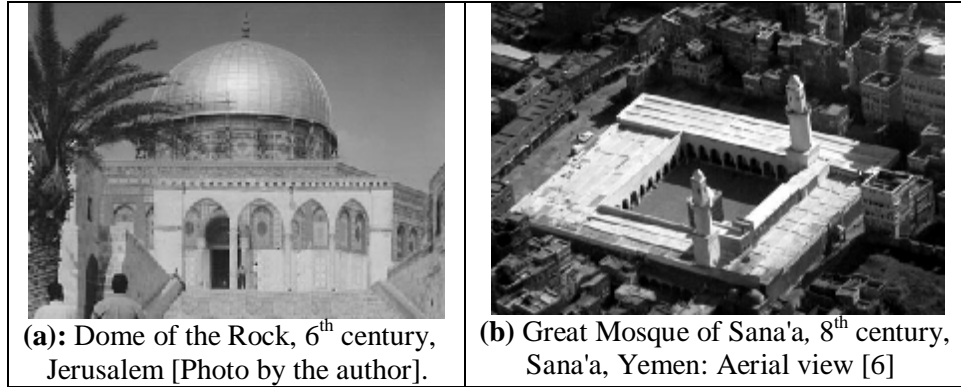 (a): Dome of the Rock, 6th century,
Jerusalem [Photo by the author].
(b) Great Mosque of Sana'a, 8th century,
Sana'a, Yemen: Aerial view [6]